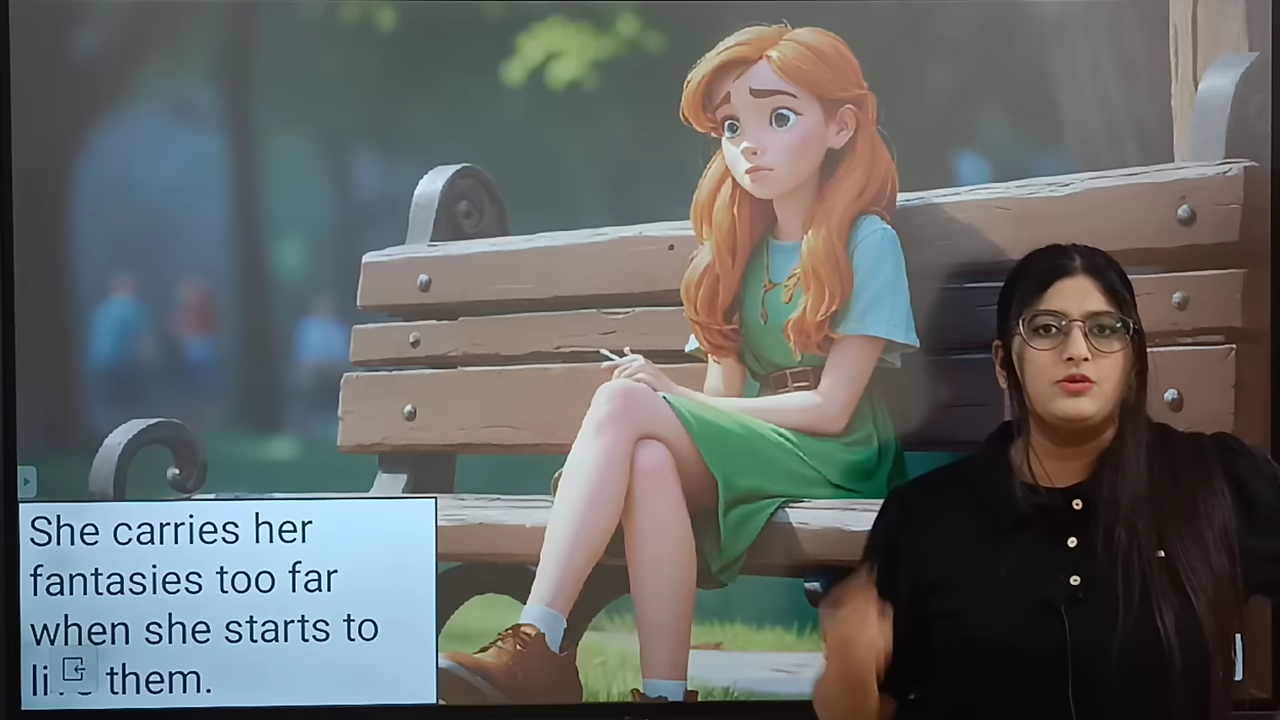 She carries her
fantasies too far
when she starts to
them.